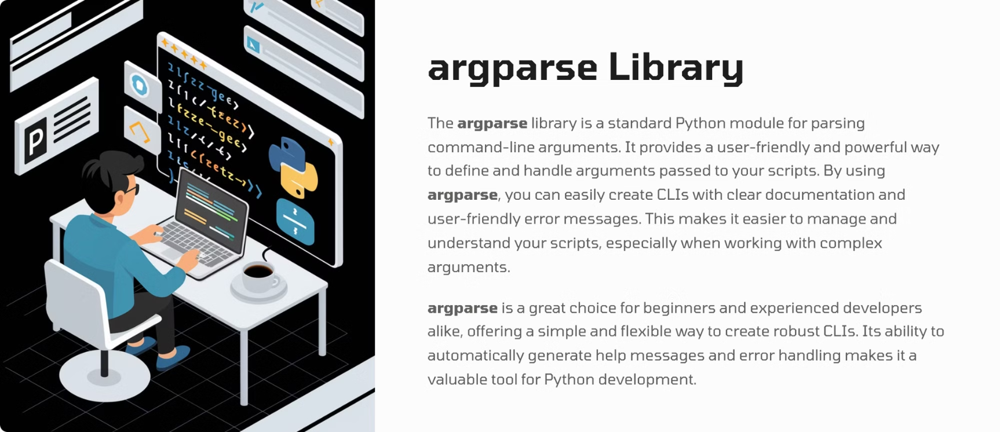 P
argparse Library
The argparse library is a standard Python module for parsing
command-line arguments. It provides a user-friendly and powerful way
to define and handle arguments passed to your scripts. By using
argparse, you can easily create CLIs with clear documentation and
user-friendly error messages. This makes it easier to manage and
understand your scripts, especially when working with complex
arguments.
argparse is a great choice for beginners and experienced developers
alike, offering a simple and flexible way to create robust CLIs. Its ability to
automatically generate help messages and error handling makes it a
valuable tool for Python development.